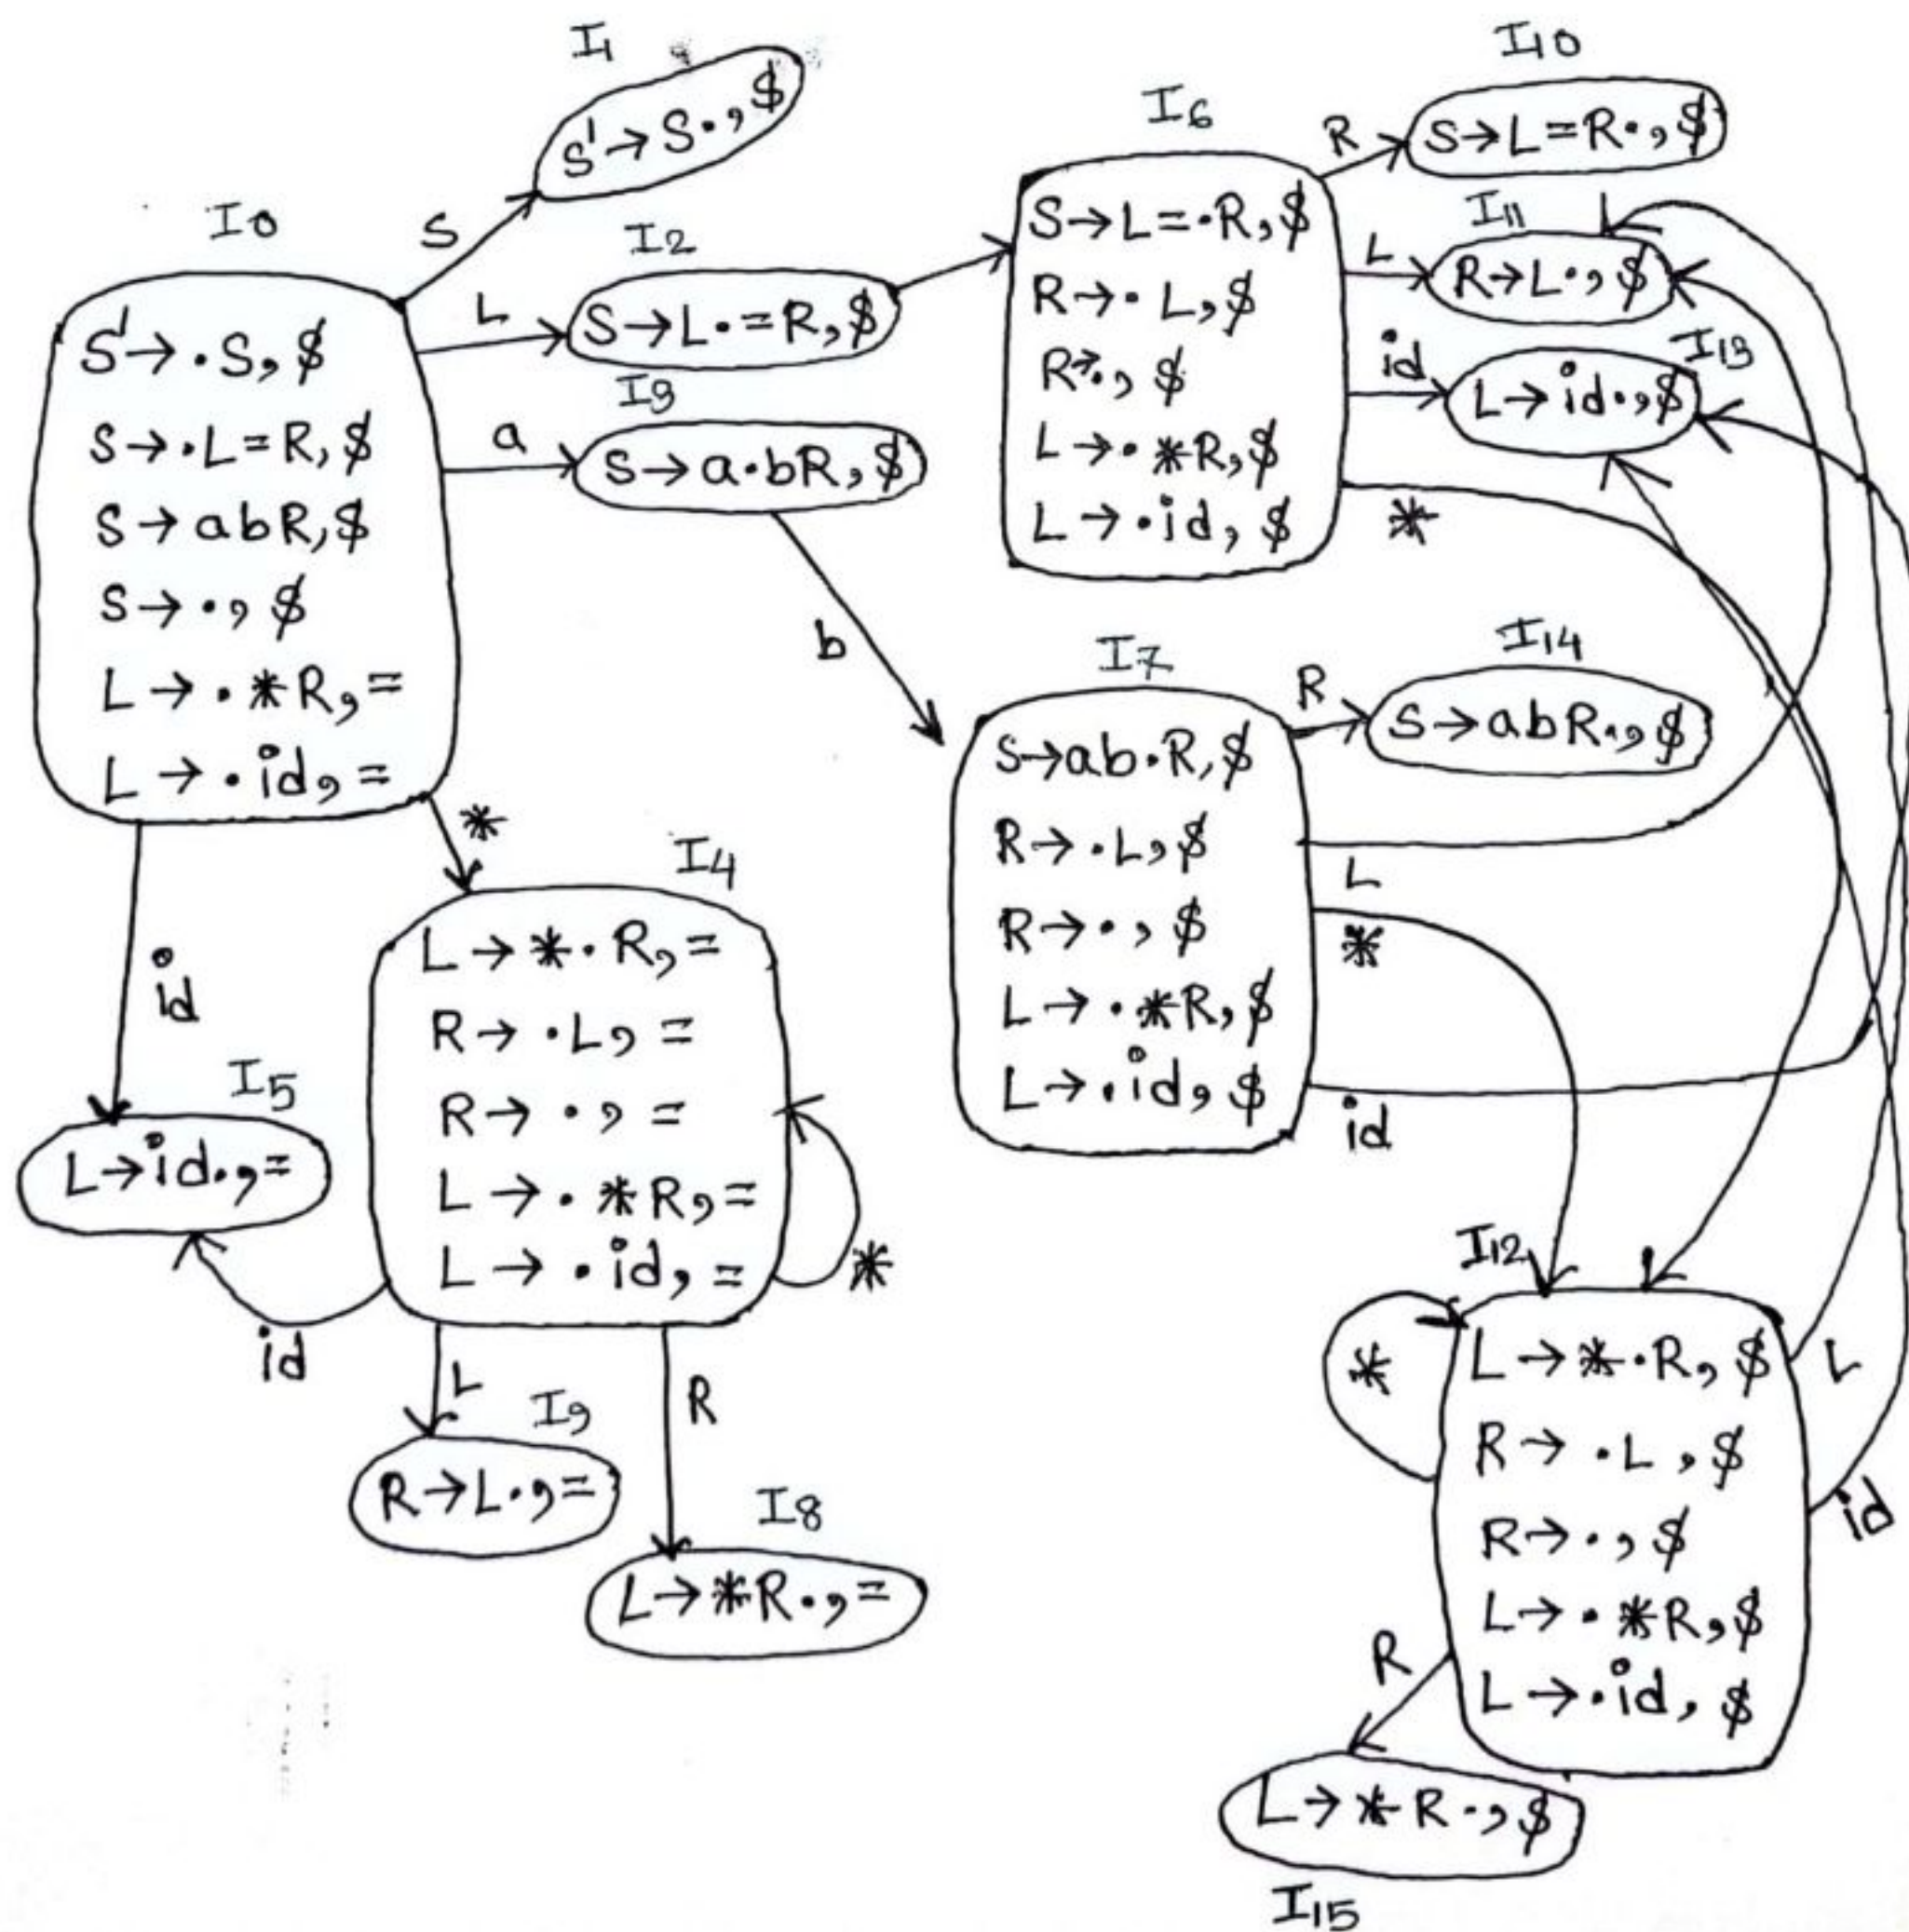 I0
S' → .S, $
S → .L=R, $
S → abR, $
S → ., $
L → .*R, =
L → .id, =
S
I1
S' → S., $
L
I2
S → L.=R, $
a
I3
S → a.bR, $
b
*
id
I4
L → *.R, =
R → .L, =
R → ., =
L → .*R, =
L → .id, =
*
id
L
R
I5
L → id., =
I9
R → L., =
I8
L → *R., =
I6
S → L=.R, $
R → .L, $
R → ., $
L → .*R, $
L → .id, $
R
L
id
*
I10
S → L=R., $
I11
R → L., $
I13
L → id., $
I7
S → ab.R, $
R → .L, $
R → ., $
L → .*R, $
L → .id, $
R
L
*
id
I14
S → abR., $
I12
L → *.R, $
R → .L, $
R → ., $
L → .*R, $
L → .id, $
*
L
id
R
L → *R., $
I15